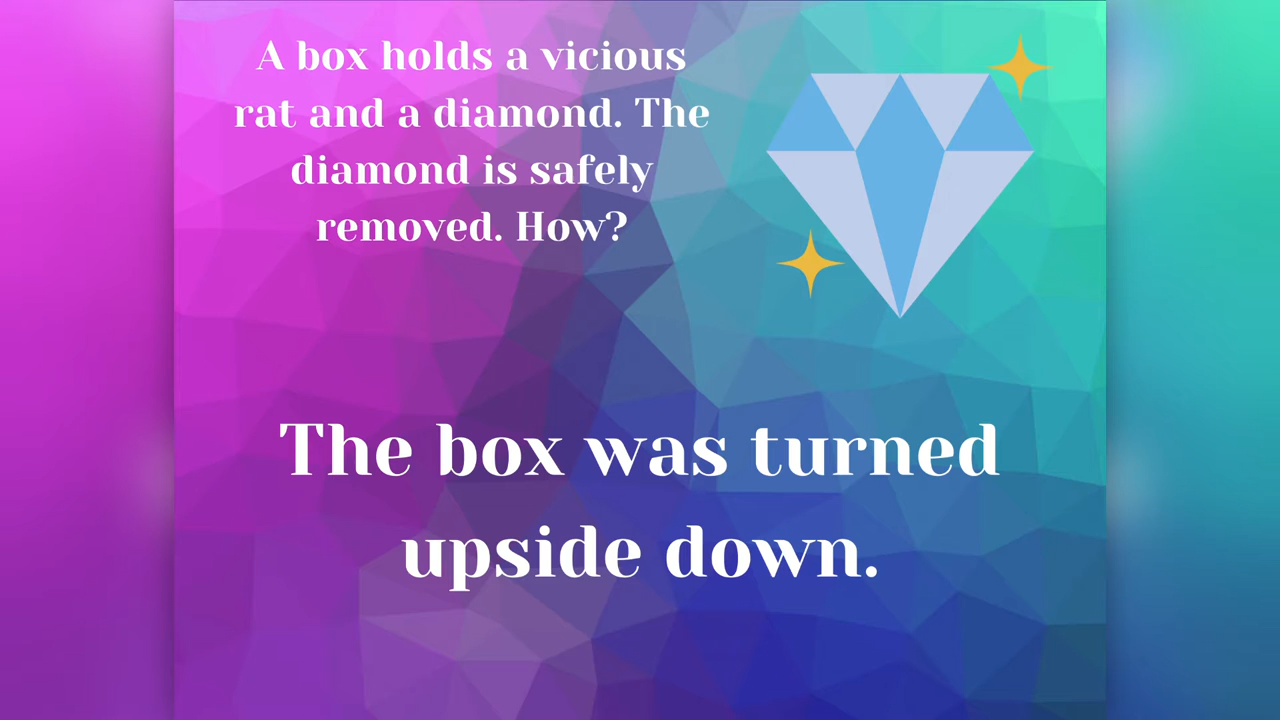 A box holds a vicious
rat and a diamond. The
diamond is safely
removed. How?
The box was turned
upside down.